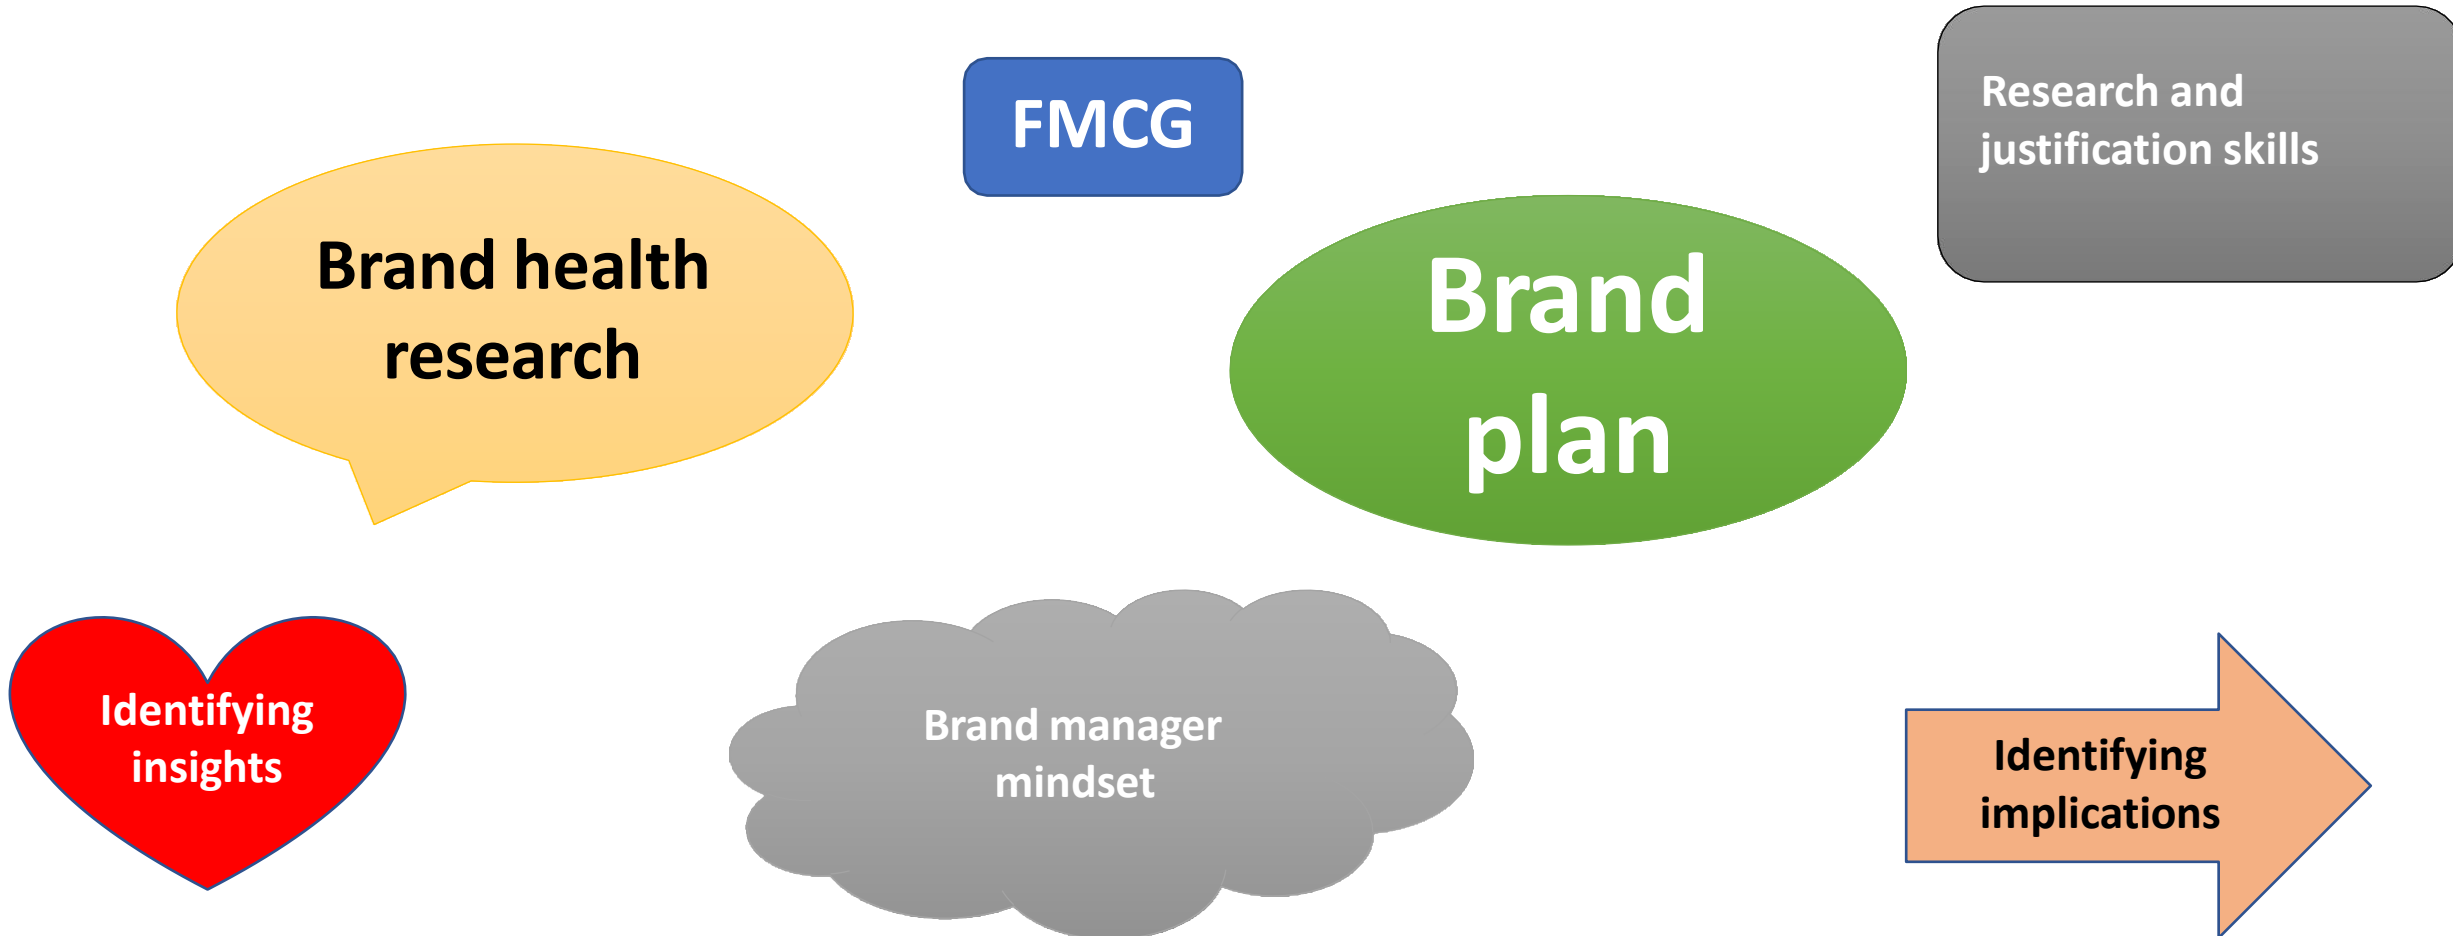 FMCG
Research and
justification skills
Brand health
research
Brand
plan
Identifying
insights
Brand manager
mindset
Identifying
implications